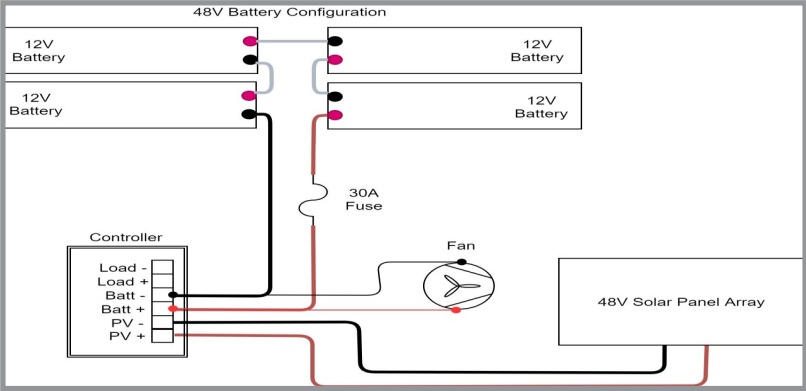 48V Battery Configuration
12V
Battery
12V
Battery
12V
Battery
12V
Battery
30A
Fuse
Controller
Load -
Load +
Batt -
Batt +
PV -
PV +
Fan
48V Solar Panel Array